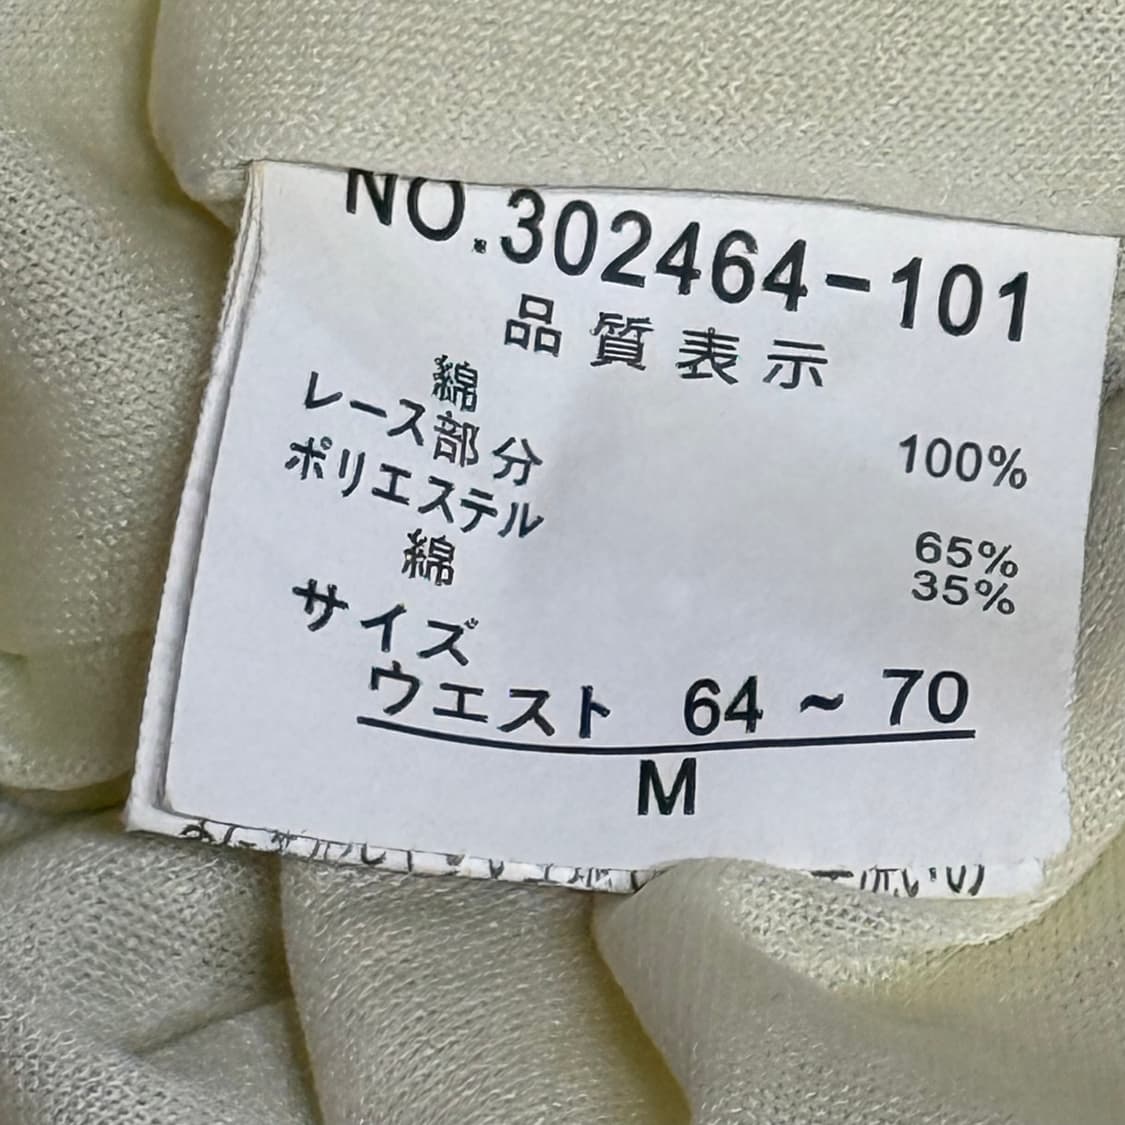 NO.302464-101
品質表示
綿 100%
レース部分
ポリエステル 65%
綿 35%
サイズ
ウエスト 64～70
M